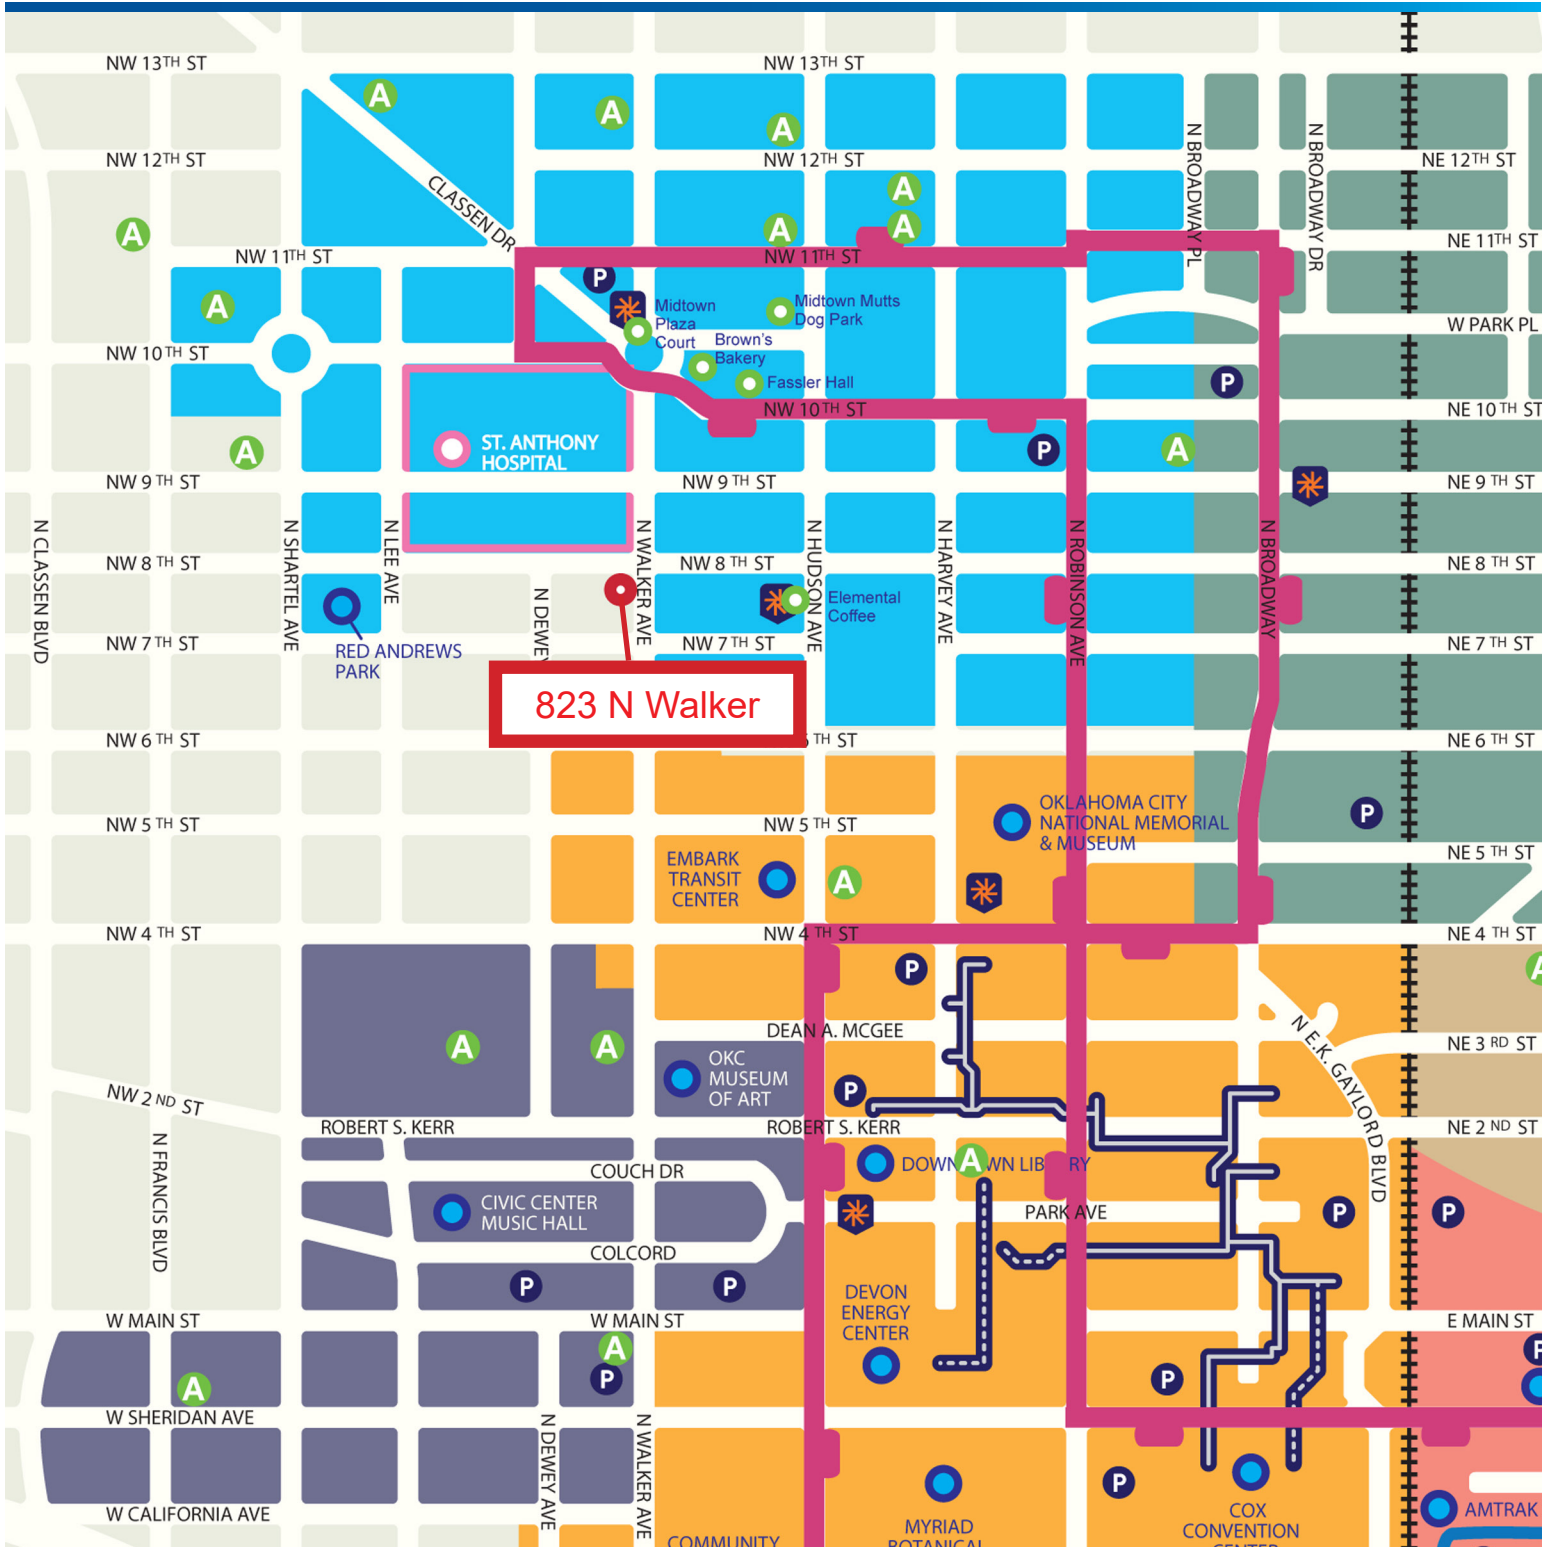 NW 13TH ST
NW 13TH ST
A
A
A
N BROADWAY PL
N BROADWAY DR
NW 12TH ST
NW 12TH ST
NE 12TH ST
CLASSEN DR
A
A
A
A
NW 11TH ST
NW 11TH ST
NE 11TH ST
A
P
Midtown
Plaza
Court
Midtown Mutts
Dog Park
W PARK PL
Brown's
Bakery
NW 10TH ST
Fassler Hall
P
NW 10TH ST
NE 10TH ST
ST. ANTHONY
HOSPITAL
A
P
A
NW 9TH ST
NW 9TH ST
NE 9TH ST
N CLASSEN BLVD
N SHARTEL AVE
N LEE AVE
N DEWEY
N WALKER AVE
N HUDSON AVE
N HARVEY AVE
N ROBINSON AVE
N BROADWAY
NW 8TH ST
NW 8TH ST
NE 8TH ST
Elemental
Coffee
NW 7TH ST
RED ANDREWS
PARK
NW 7TH ST
NE 7TH ST
823 N Walker
NW 6TH ST
TH ST
NE 6TH ST
OKLAHOMA CITY
NATIONAL MEMORIAL
& MUSEUM
P
NW 5TH ST
NW 5TH ST
NE 5TH ST
EMBARK
TRANSIT
CENTER
A
NW 4TH ST
NW 4TH ST
NE 4TH ST
P
A
N E.K. GAYLORD BLVD
DEAN A. MCGEE
NE 3RD ST
A
A
OKC
MUSEUM
OF ART
P
NW 2ND ST
ROBERT S. KERR
ROBERT S. KERR
NE 2ND ST
N FRANCIS BLVD
COUCH DR
DOWN
A
WN LIB
RY
CIVIC CENTER
MUSIC HALL
PARK AVE
P
P
COLCORD
P
P
DEVON
ENERGY
CENTER
W MAIN ST
W MAIN ST
E MAIN ST
A
P
P
P
A
W SHERIDAN AVE
N DEWEY AVE
N WALKER AVE
P
W CALIFORNIA AVE
COX
CONVENTION
CENTER
AMTRAK
MYRIAD
BOTANICAL
COMMUNITY